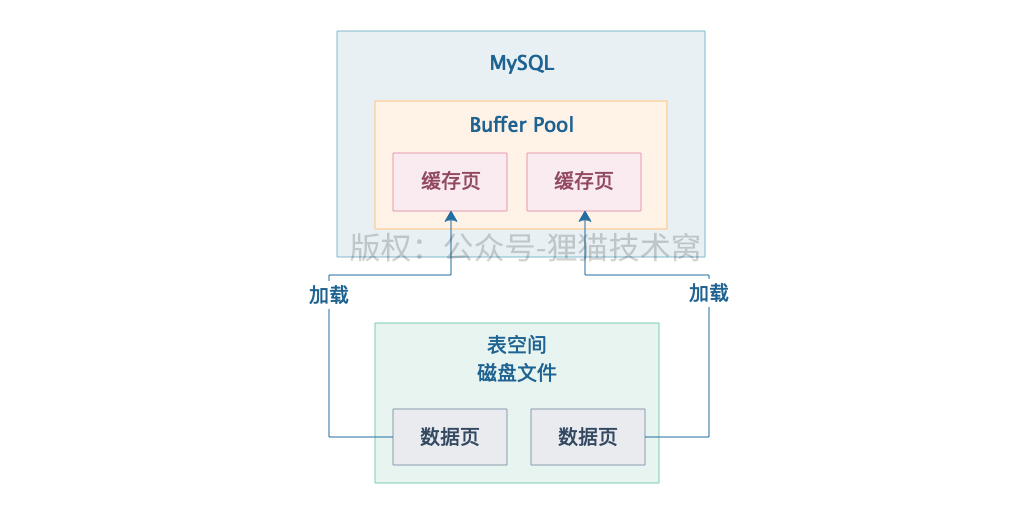 MySQL
Buffer Pool
缓存页 缓存页
版权：公众号-狸猫技术窝
加载 加载
表空间
磁盘文件
数据页 数据页